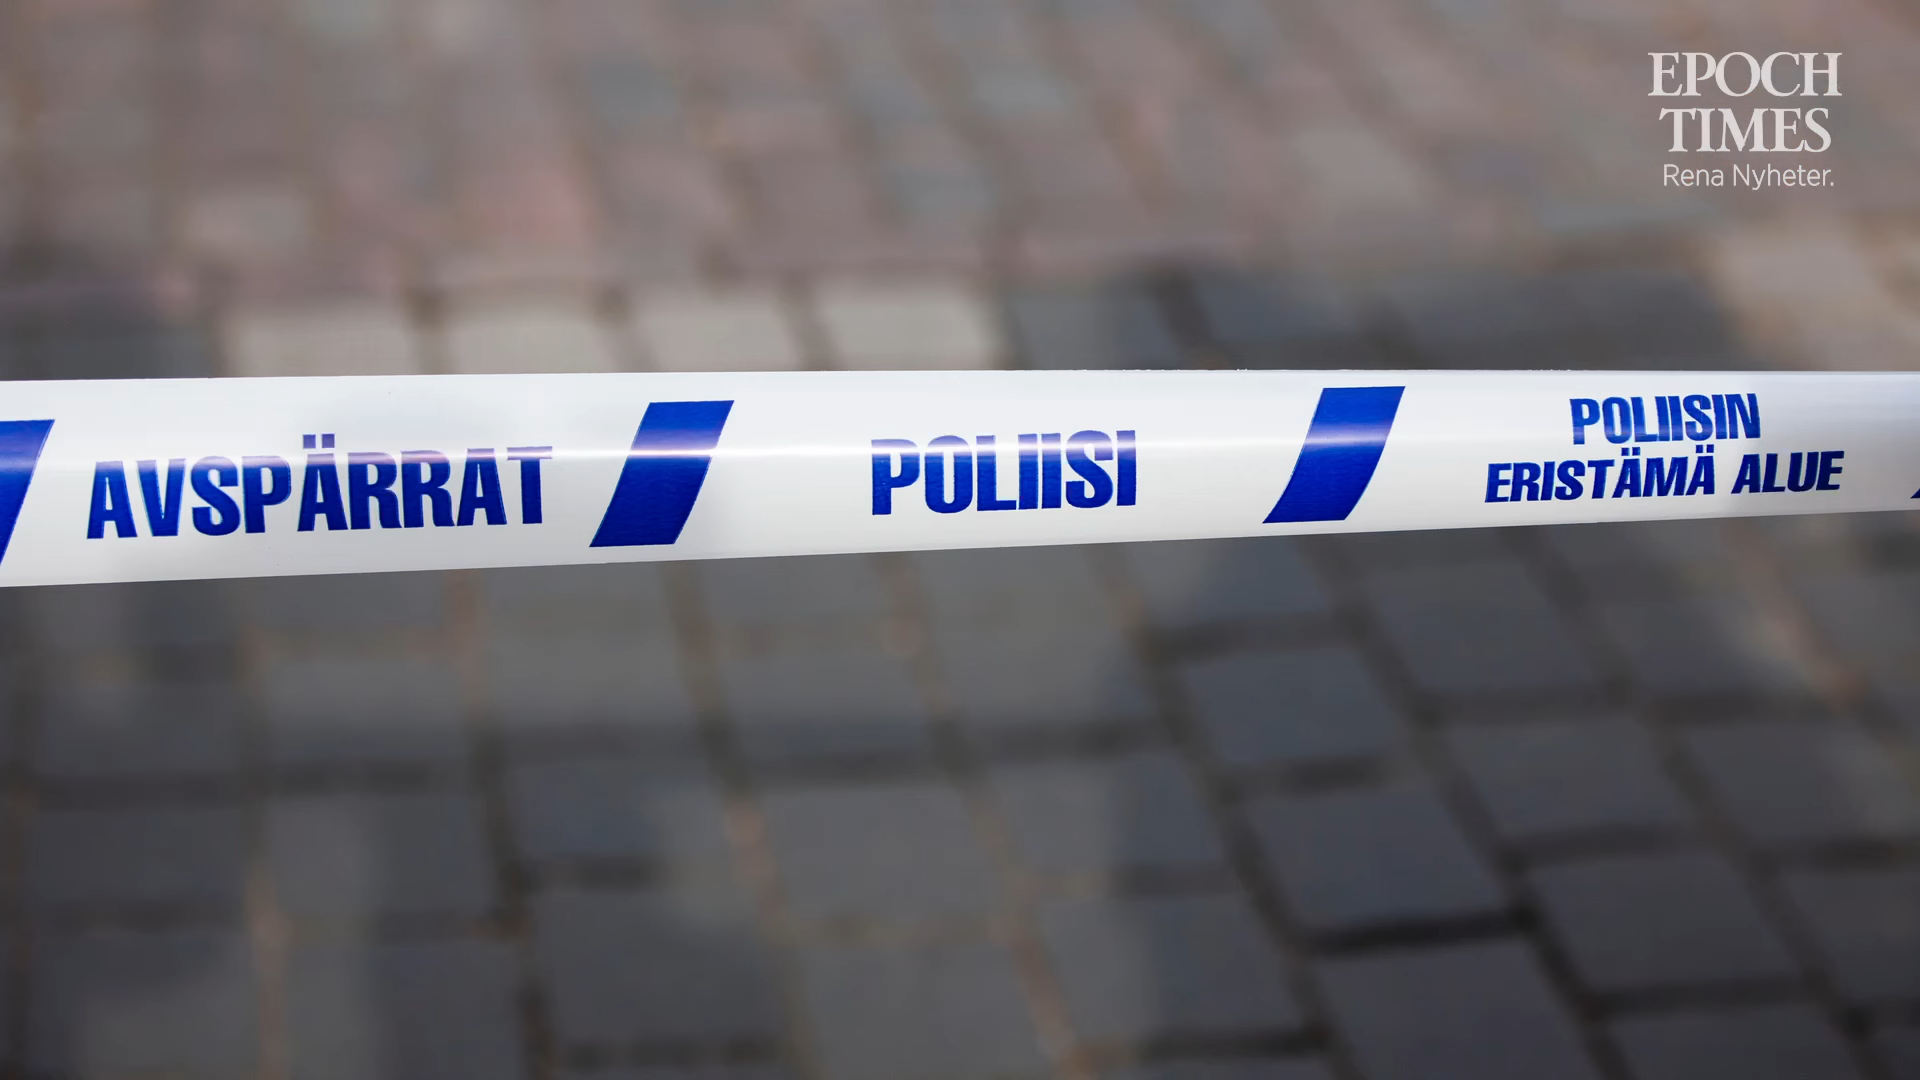 EPOCH
TIMES
Rena Nyheter.
AVSPÄRRAT
POLIISI
POLIISIN
ERISTÄMÄ ALUE